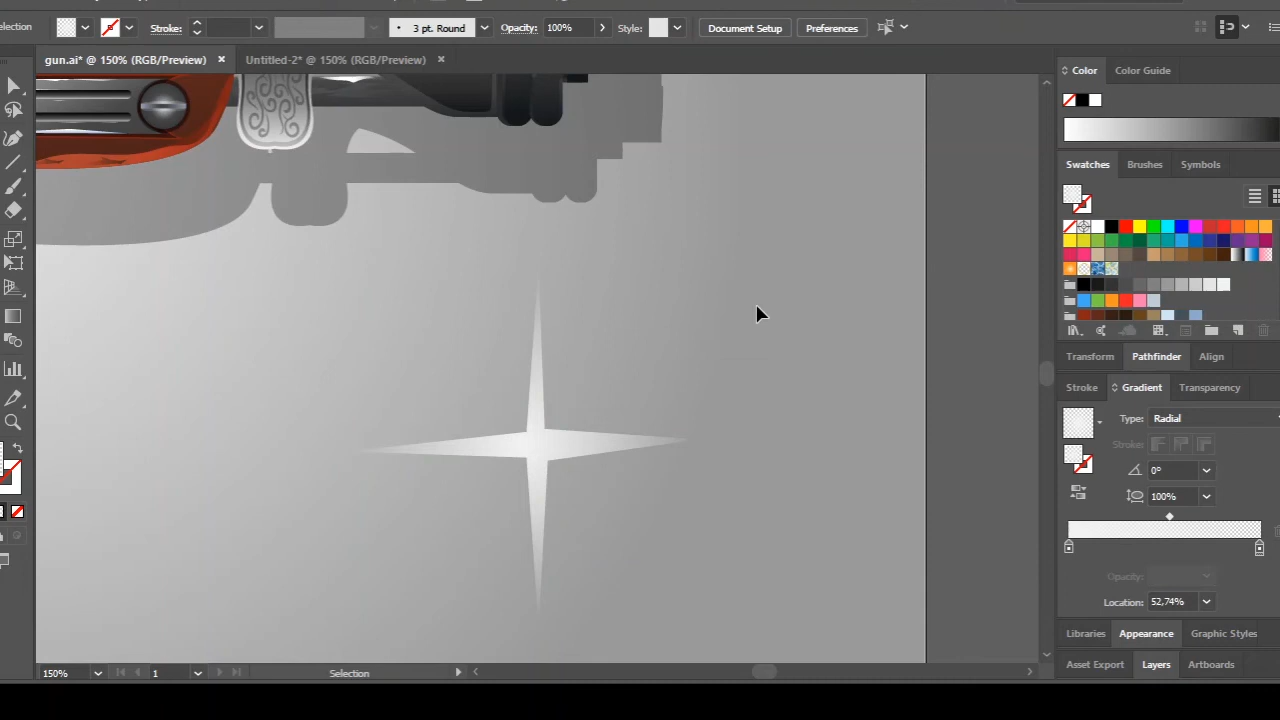 Selection Stroke: 3 pt. Round Opacity: 100% Style: Document Setup Preferences
gun.ai* @ 150% (RGB/Preview) × Untitled-2* @ 150% (RGB/Preview) ×
Color Color Guide
Swatches Brushes Symbols
Transform Pathfinder Align
Stroke Gradient Transparency
Type: Radial
Stroke:
0°
100%
Opacity:
Location: 52,74%
Libraries Appearance Graphic Styles
Asset Export Layers Artboards
150% 1 Selection